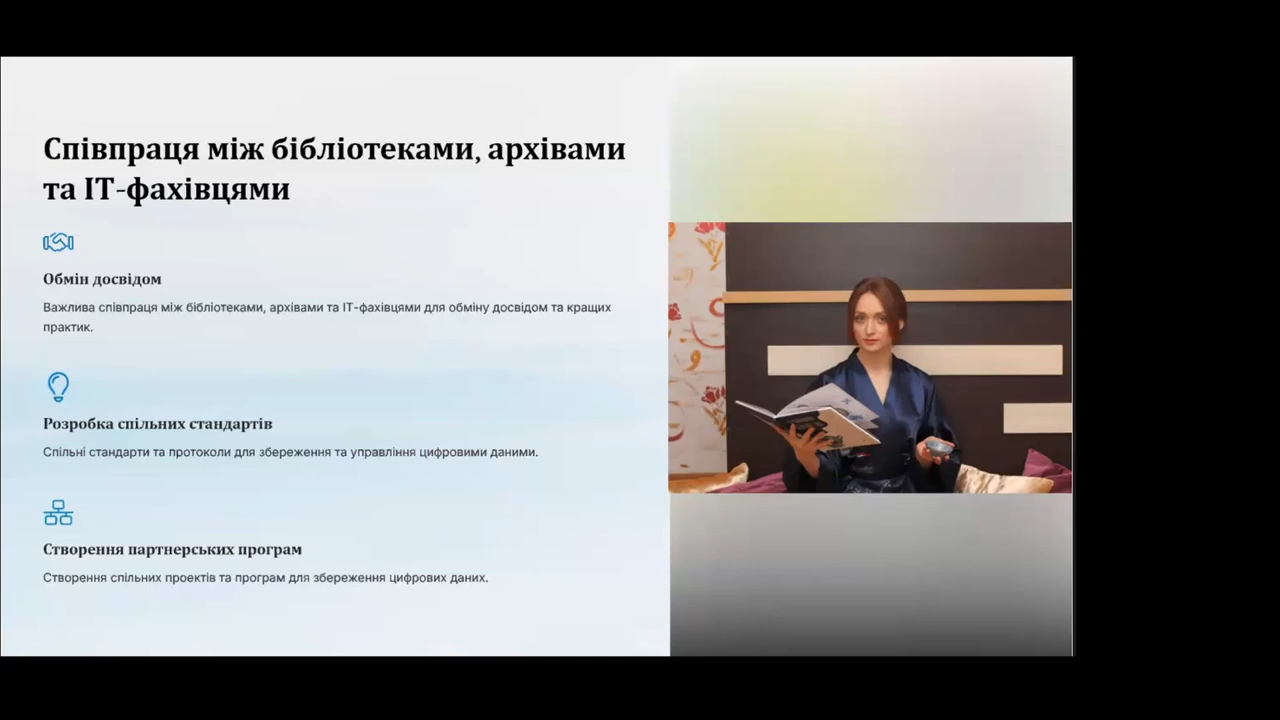 Співпраця між бібліотеками, архівами
та ІТ-фахівцями
Обмін досвідом
Важлива співпраця між бібліотеками, архівами та ІТ-фахівцями для обміну досвідом та кращих
практик.
Розробка спільних стандартів
Спільні стандарти та протоколи для збереження та управління цифровими даними.
Створення партнерських програм
Створення спільних проектів та програм для збереження цифрових даних.